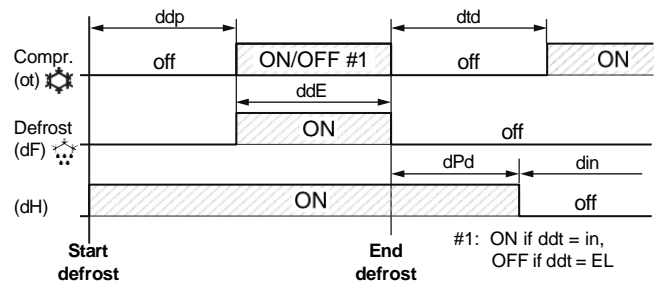 ddp
dtd
Compr.
(ot)
off
ON/OFF #1
off
ON
ddE
Defrost
(dF)
ON
off
dPd
din
(dH)
ON
off
Start
defrost
End
defrost
#1: ON if ddt = in,
OFF if ddt = EL